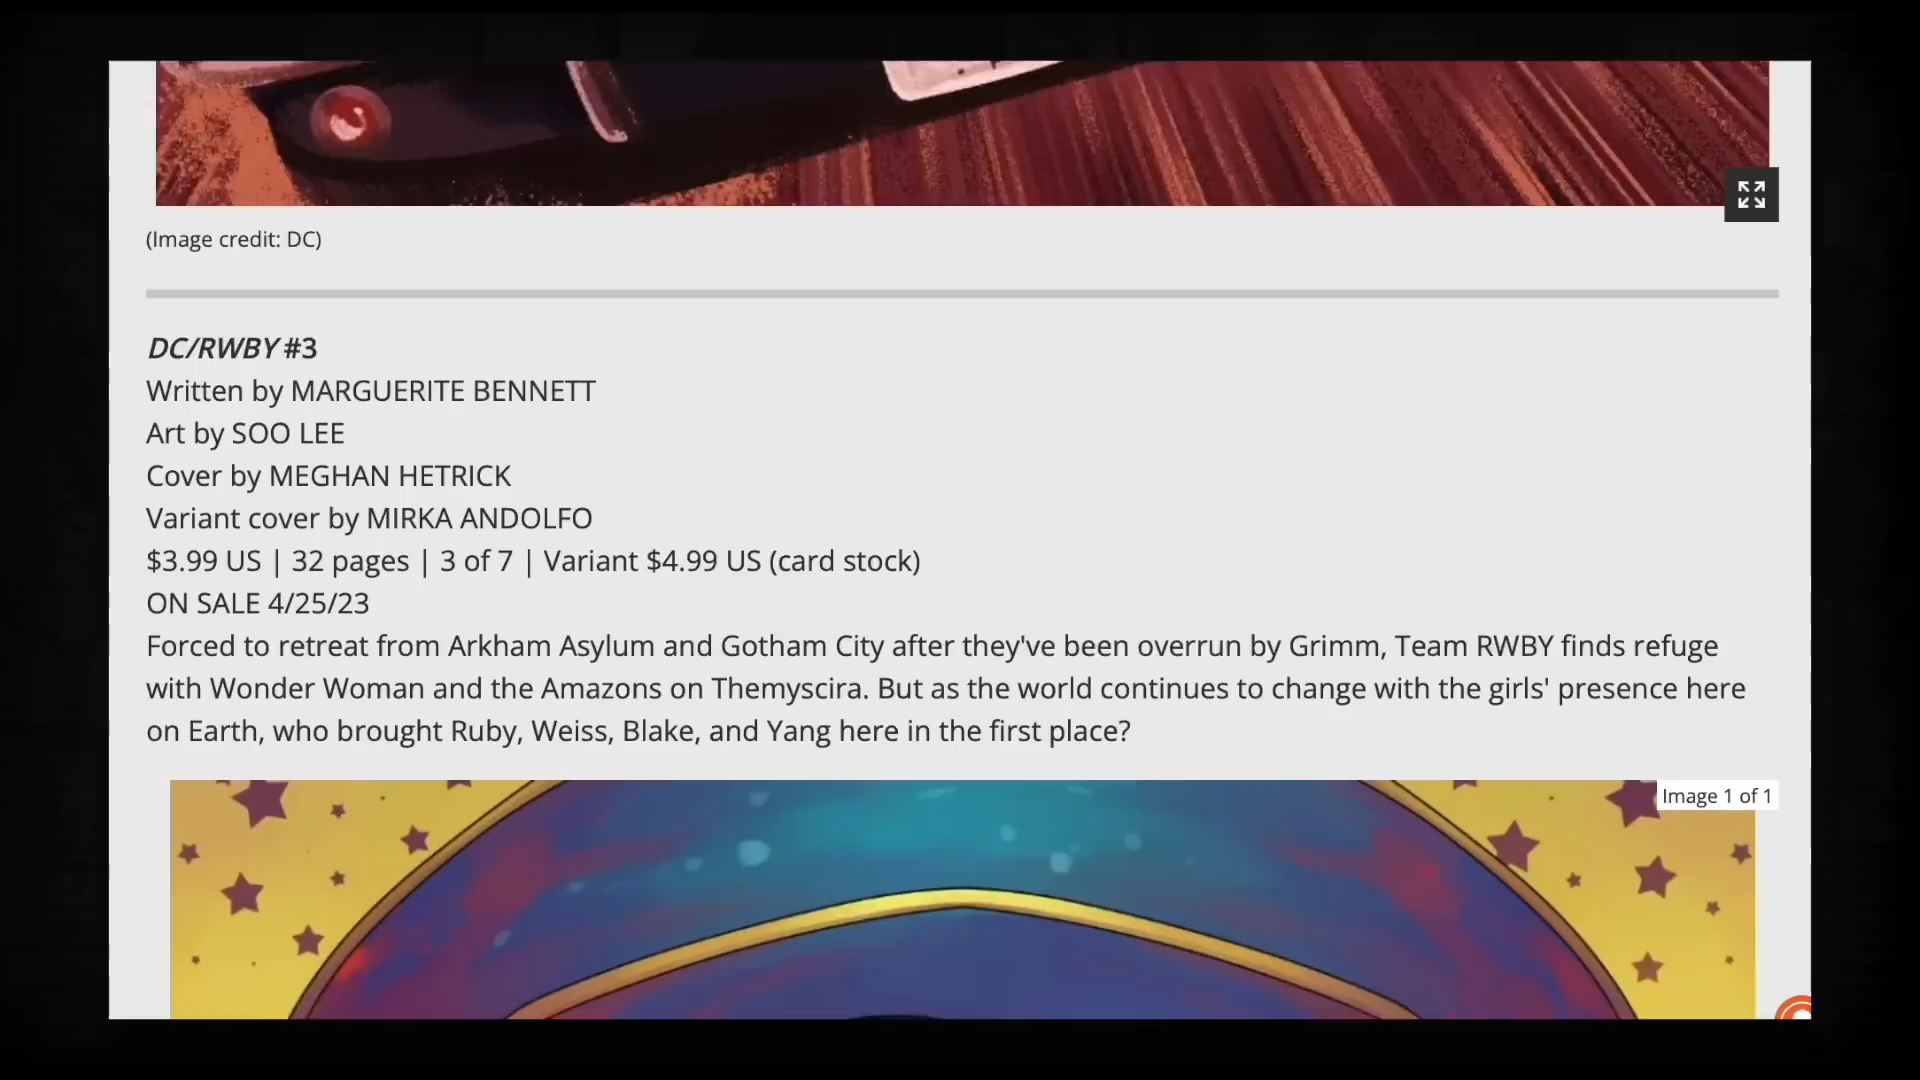 (Image credit: DC)
DC/RWBY #3
Written by MARGUERITE BENNETT
Art by SOO LEE
Cover by MEGHAN HETRICK
Variant cover by MIRKA ANDOLFO
$3.99 US | 32 pages | 3 of 7 | Variant $4.99 US (card stock)
ON SALE 4/25/23
Forced to retreat from Arkham Asylum and Gotham City after they've been overrun by Grimm, Team RWBY finds refuge
with Wonder Woman and the Amazons on Themyscira. But as the world continues to change with the girls' presence here
on Earth, who brought Ruby, Weiss, Blake, and Yang here in the first place?
Image 1 of 1